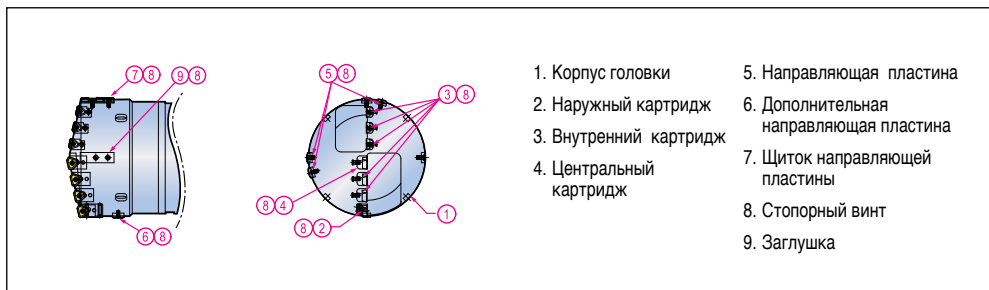 7 8
9 8
5 8
3 8
8 4
1
8 2
6 8
1. Корпус головки
2. Наружный картридж
3. Внутренний картридж
4. Центральный
картридж
5. Направляющая пластина
6. Дополнительная
направляющая пластина
7. Щиток направляющей
пластины
8. Стопорный винт
9. Заглушка